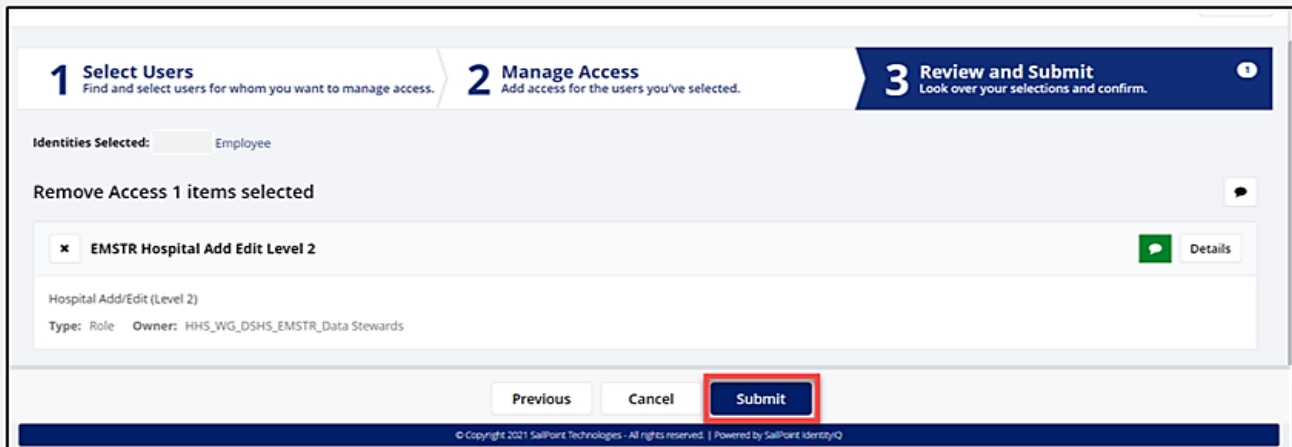 1 Select Users
Find and select users for whom you want to manage access.
2 Manage Access
Add access for the users you've selected.
3 Review and Submit
Look over your selections and confirm.
1
Identities Selected: Employee
Remove Access 1 items selected
EMSTR Hospital Add Edit Level 2
Details
Hospital Add/Edit (Level 2)
Type: Role Owner: HHS_WG_DSHS_EMSTR_Data Stewards
Previous Cancel Submit
© Copyright 2021 SailPoint Technologies - All rights reserved. | Powered by SailPoint IdentityIQ